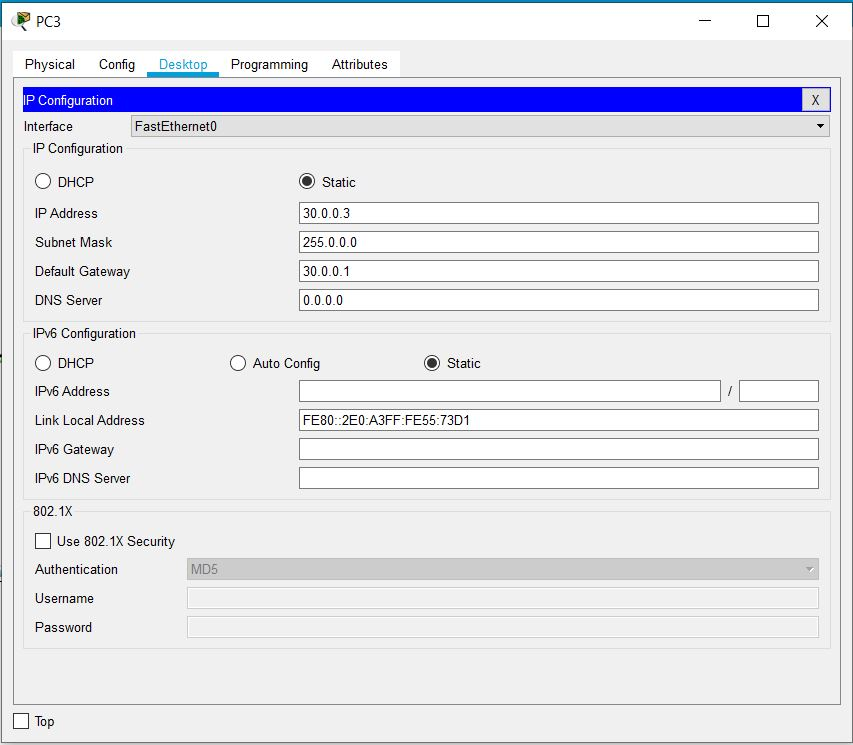 PC3
Physical Config Desktop Programming Attributes
IP Configuration X
Interface FastEthernet0
IP Configuration
DHCP Static
IP Address 30.0.0.3
Subnet Mask 255.0.0.0
Default Gateway 30.0.0.1
DNS Server 0.0.0.0
IPv6 Configuration
DHCP Auto Config Static
IPv6 Address /
Link Local Address FE80::2E0:A3FF:FE55:73D1
IPv6 Gateway
IPv6 DNS Server
802.1X
Use 802.1X Security
Authentication MD5
Username
Password
Top